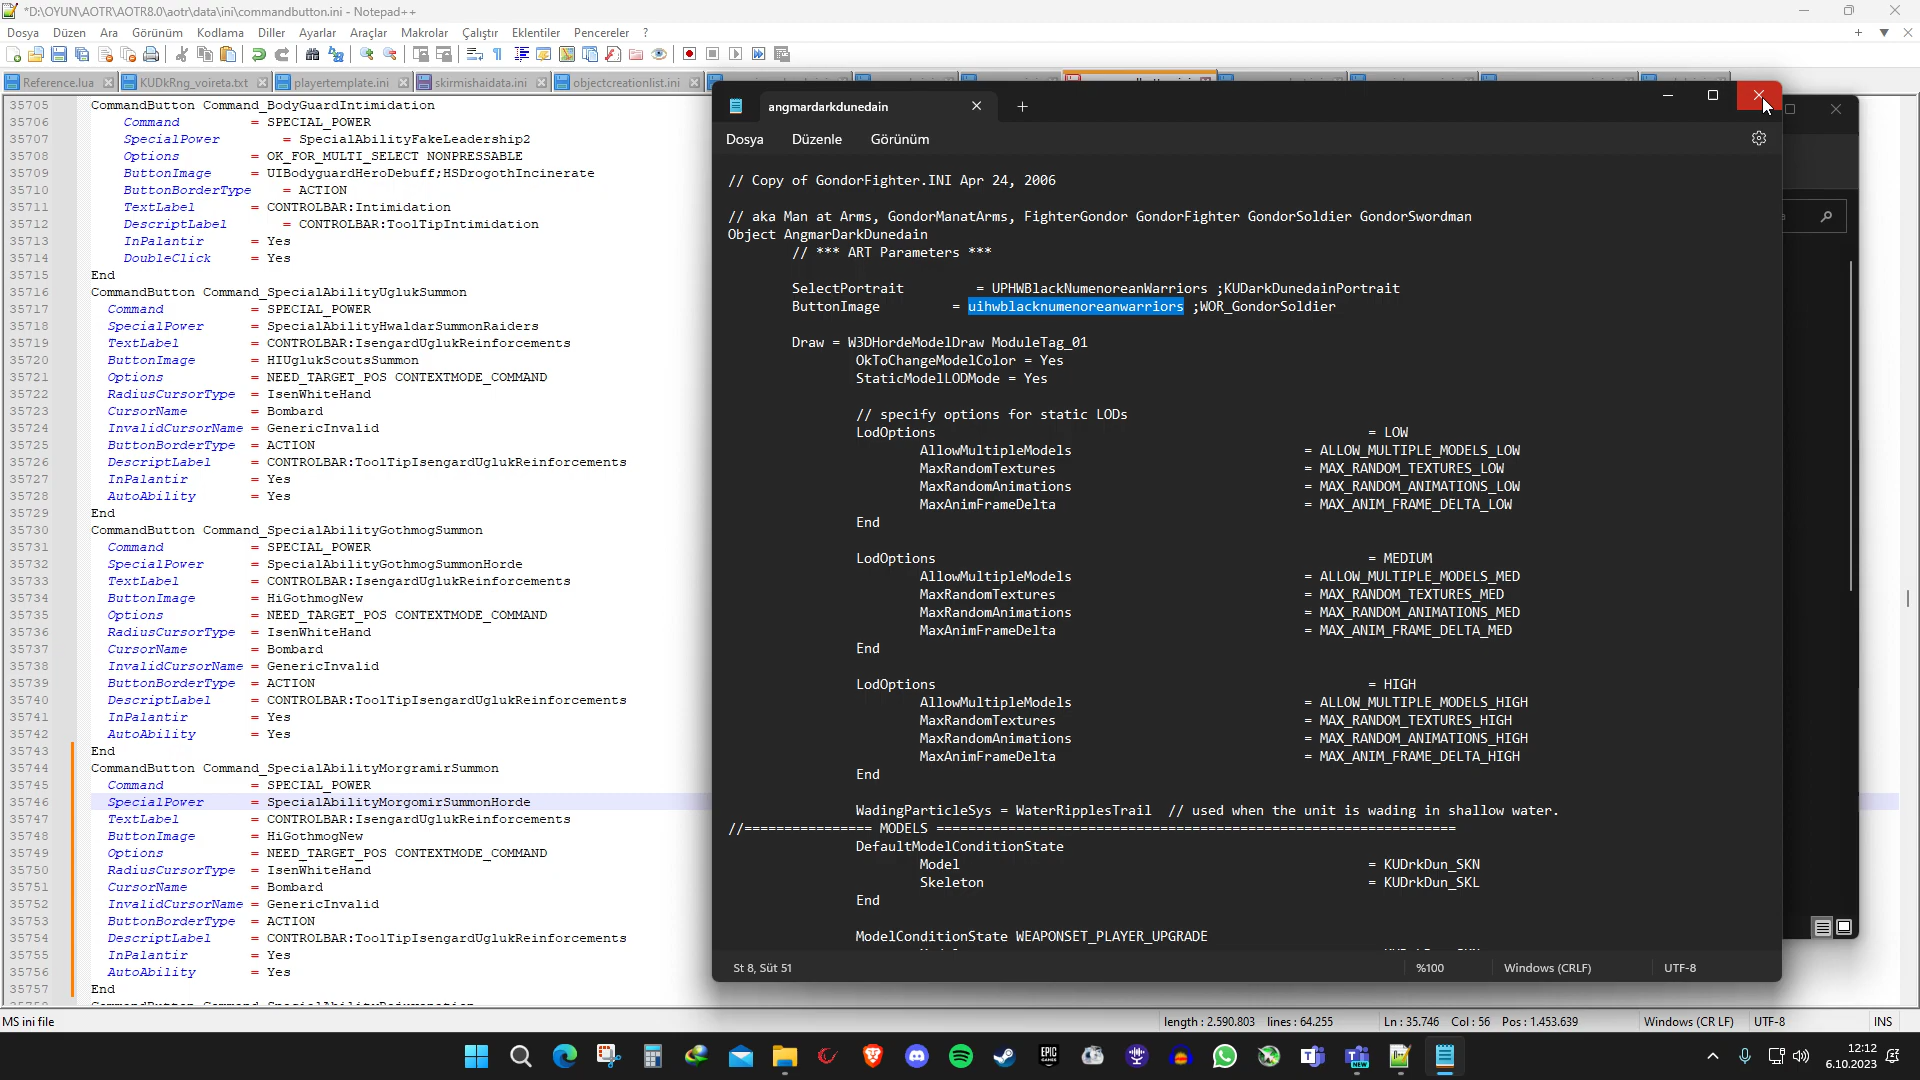 *D:\OYUN\AOTR\AOTR8.0\aotr\data\ini\commandbutton.ini - Notepad++
Dosya Düzen Ara Görünüm Kodlama Diller Ayarlar Araçlar Makrolar Çalıştır Eklentiler Pencereler ?
Reference.lua KUDkRng_voireta.txt playertemplate.ini skirmishaidata.ini objectcreationlist.ini
35705 CommandButton Command_BodyGuardIntimidation
35706 Command = SPECIAL_POWER
35707 SpecialPower = SpecialAbilityFakeLeadership2
35708 Options = OK_FOR_MULTI_SELECT NONPRESSABLE
35709 ButtonImage = UIBodyguardHeroDebuff;HSDrogothIncinerate
35710 ButtonBorderType = ACTION
35711 TextLabel = CONTROLBAR:Intimidation
35712 DescriptLabel = CONTROLBAR:ToolTipIntimidation
35713 InPalantir = Yes
35714 DoubleClick = Yes
35715 End
35716 CommandButton Command_SpecialAbilityUglukSummon
35717 Command = SPECIAL_POWER
35718 SpecialPower = SpecialAbilityHwaldarSummonRaiders
35719 TextLabel = CONTROLBAR:IsengardUglukReinforcements
35720 ButtonImage = HIUglukScoutsSummon
35721 Options = NEED_TARGET_POS CONTEXTMODE_COMMAND
35722 RadiusCursorType = IsenWhiteHand
35723 CursorName = Bombard
35724 InvalidCursorName = GenericInvalid
35725 ButtonBorderType = ACTION
35726 DescriptLabel = CONTROLBAR:ToolTipIsengardUglukReinforcements
35727 InPalantir = Yes
35728 AutoAbility = Yes
35729 End
35730 CommandButton Command_SpecialAbilityGothmogSummon
35731 Command = SPECIAL_POWER
35732 SpecialPower = SpecialAbilityGothmogSummonHorde
35733 TextLabel = CONTROLBAR:IsengardUglukReinforcements
35734 ButtonImage = HiGothmogNew
35735 Options = NEED_TARGET_POS CONTEXTMODE_COMMAND
35736 RadiusCursorType = IsenWhiteHand
35737 CursorName = Bombard
35738 InvalidCursorName = GenericInvalid
35739 ButtonBorderType = ACTION
35740 DescriptLabel = CONTROLBAR:ToolTipIsengardUglukReinforcements
35741 InPalantir = Yes
35742 AutoAbility = Yes
35743 End
35744 CommandButton Command_SpecialAbilityMorgramirSummon
35745 Command = SPECIAL_POWER
35746 SpecialPower = SpecialAbilityMorgomirSummonHorde
35747 TextLabel = CONTROLBAR:IsengardUglukReinforcements
35748 ButtonImage = HiGothmogNew
35749 Options = NEED_TARGET_POS CONTEXTMODE_COMMAND
35750 RadiusCursorType = IsenWhiteHand
35751 CursorName = Bombard
35752 InvalidCursorName = GenericInvalid
35753 ButtonBorderType = ACTION
35754 DescriptLabel = CONTROLBAR:ToolTipIsengardUglukReinforcements
35755 InPalantir = Yes
35756 AutoAbility = Yes
35757 End
angmardarkdunedain
Dosya Düzenle Görünüm
// Copy of GondorFighter.INI Apr 24, 2006
// aka Man at Arms, GondorManatArms, FighterGondor GondorFighter GondorSoldier GondorSwordman
Object AngmarDarkDunedain
// *** ART Parameters ***
SelectPortrait = UPHWBlackNumenoreanWarriors ;KUDarkDunedainPortrait
ButtonImage = uihwblacknumenoreanwarriors ;WOR_GondorSoldier
Draw = W3DHordeModelDraw ModuleTag_01
OkToChangeModelColor = Yes
StaticModelLODMode = Yes
// specify options for static LODs
LodOptions = LOW
AllowMultipleModels = ALLOW_MULTIPLE_MODELS_LOW
MaxRandomTextures = MAX_RANDOM_TEXTURES_LOW
MaxRandomAnimations = MAX_RANDOM_ANIMATIONS_LOW
MaxAnimFrameDelta = MAX_ANIM_FRAME_DELTA_LOW
End
LodOptions = MEDIUM
AllowMultipleModels = ALLOW_MULTIPLE_MODELS_MED
MaxRandomTextures = MAX_RANDOM_TEXTURES_MED
MaxRandomAnimations = MAX_RANDOM_ANIMATIONS_MED
MaxAnimFrameDelta = MAX_ANIM_FRAME_DELTA_MED
End
LodOptions = HIGH
AllowMultipleModels = ALLOW_MULTIPLE_MODELS_HIGH
MaxRandomTextures = MAX_RANDOM_TEXTURES_HIGH
MaxRandomAnimations = MAX_RANDOM_ANIMATIONS_HIGH
MaxAnimFrameDelta = MAX_ANIM_FRAME_DELTA_HIGH
End
WadingParticleSys = WaterRipplesTrail // used when the unit is wading in shallow water.
//================ MODELS =================================================================
DefaultModelConditionState
Model = KUDrkDun_SKN
Skeleton = KUDrkDun_SKL
End
ModelConditionState WEAPONSET_PLAYER_UPGRADE
St 8, Süt 51 %100 Windows (CRLF) UTF-8
MS ini file length : 2.590.803 lines : 64.255 Ln : 35.746 Col : 56 Pos : 1.453.639 Windows (CR LF) UTF-8 INS
EPIC
GAMES
NEW
12:12
6.10.2023